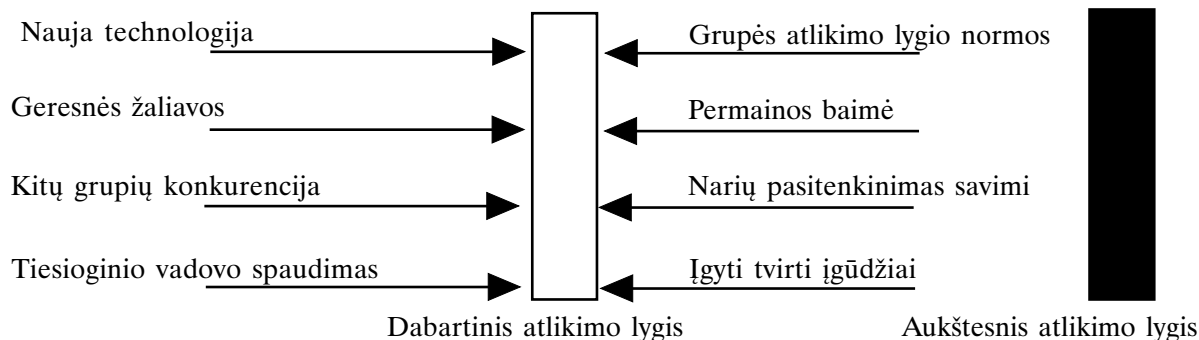 Nauja technologija
Grupės atlikimo lygio normos
Geresnės žaliavos
Permainos baimė
Kitų grupių konkurencija
Narių pasitenkinimas savimi
Tiesioginio vadovo spaudimas
Įgyti tvirti įgūdžiai
Dabartinis atlikimo lygis
Aukštesnis atlikimo lygis